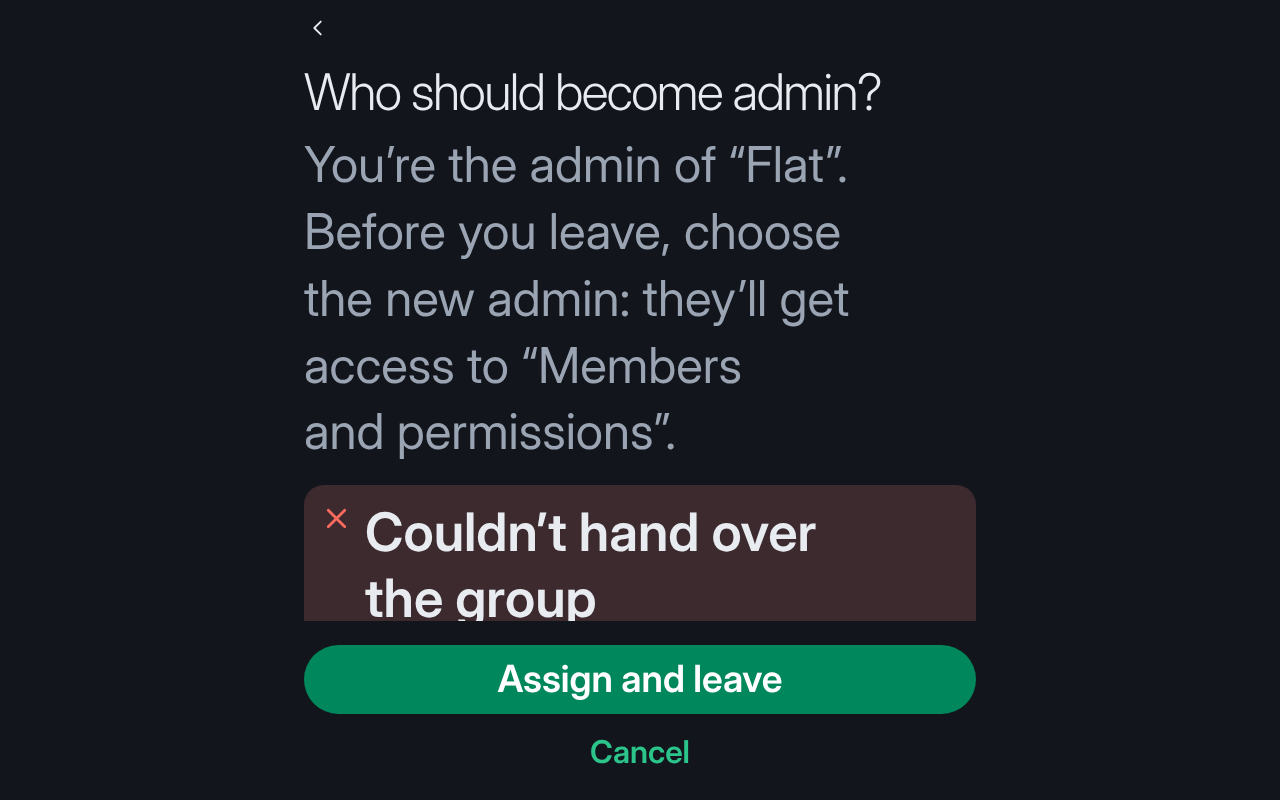 Who should become admin?
You’re the admin of “Flat”.
Before you leave, choose
the new admin: they’ll get
access to “Members
and permissions”.
Couldn’t hand over
the group
Assign and leave
Cancel